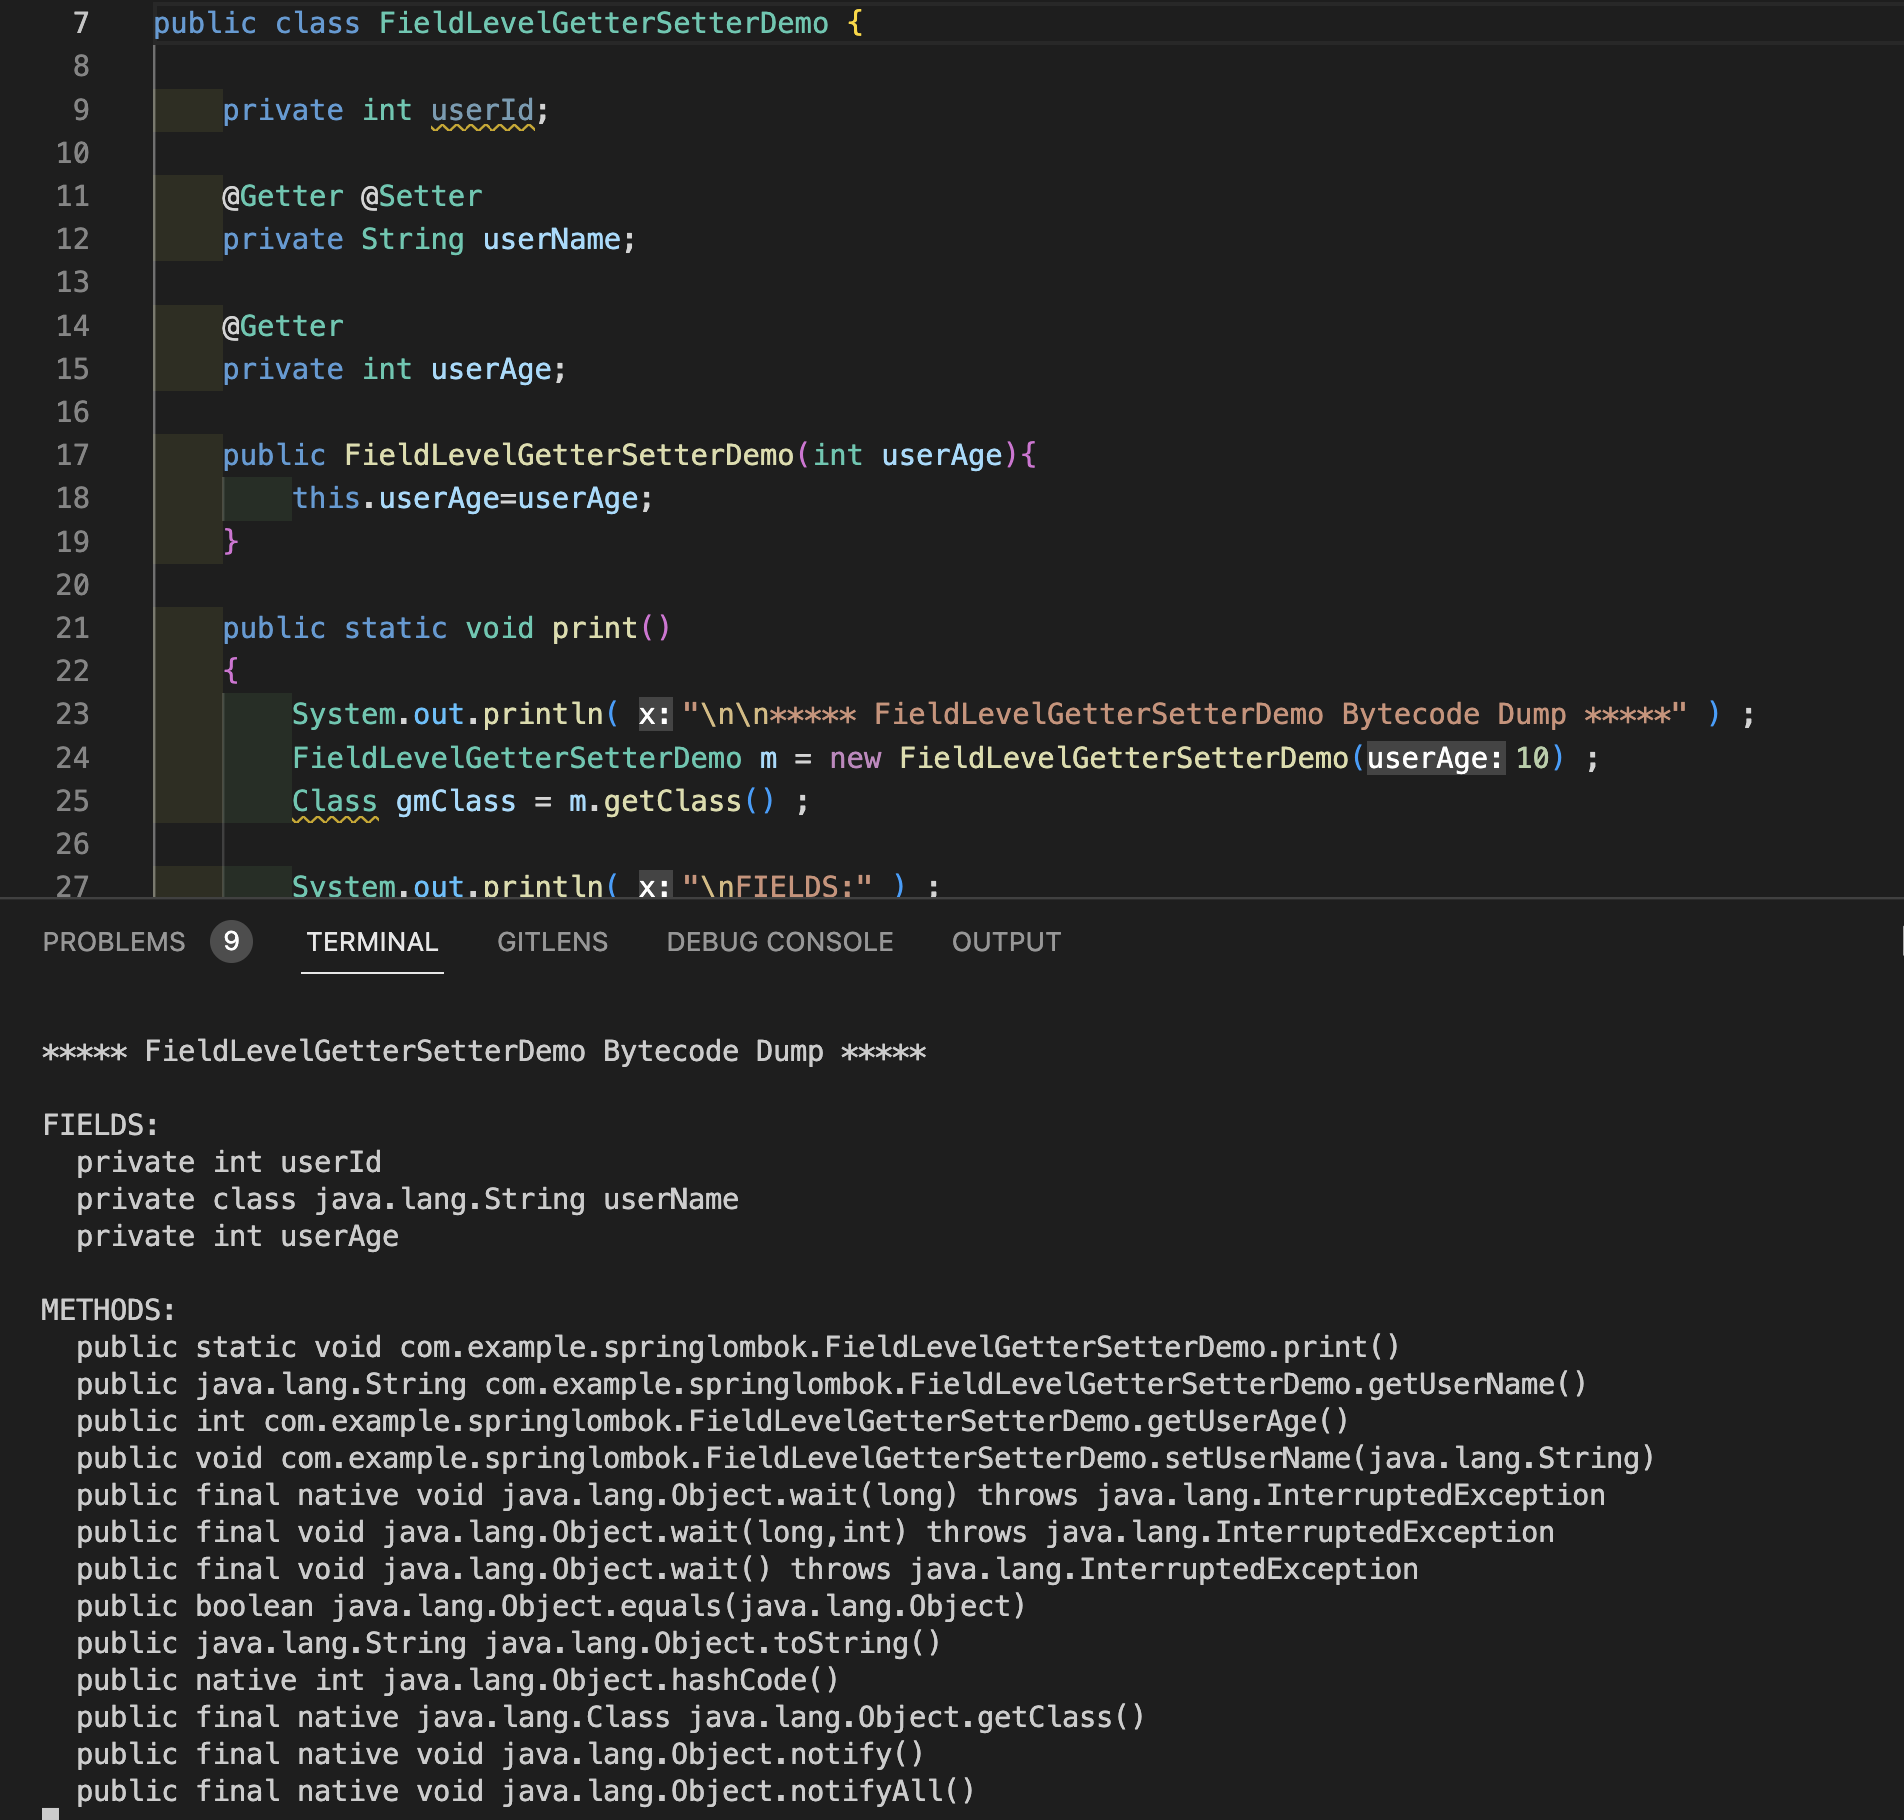 7 public class FieldLevelGetterSetterDemo {
8
9 private int userId;
10
11 @Getter @Setter
12 private String userName;
13
14 @Getter
15 private int userAge;
16
17 public FieldLevelGetterSetterDemo(int userAge){
18 this.userAge=userAge;
19 }
20
21 public static void print()
22 {
23 System.out.println( x: "\n\n***** FieldLevelGetterSetterDemo Bytecode Dump *****" ) ;
24 FieldLevelGetterSetterDemo m = new FieldLevelGetterSetterDemo(userAge: 10) ;
25 Class gmClass = m.getClass() ;
26
27 System.out.println( x: "\nFIELDS:" ) ;
PROBLEMS 9 TERMINAL GITLENS DEBUG CONSOLE OUTPUT
***** FieldLevelGetterSetterDemo Bytecode Dump *****
FIELDS:
private int userId
private class java.lang.String userName
private int userAge
METHODS:
public static void com.example.springlombok.FieldLevelGetterSetterDemo.print()
public java.lang.String com.example.springlombok.FieldLevelGetterSetterDemo.getUserName()
public int com.example.springlombok.FieldLevelGetterSetterDemo.getUserAge()
public void com.example.springlombok.FieldLevelGetterSetterDemo.setUserName(java.lang.String)
public final native void java.lang.Object.wait(long) throws java.lang.InterruptedException
public final void java.lang.Object.wait(long,int) throws java.lang.InterruptedException
public final void java.lang.Object.wait() throws java.lang.InterruptedException
public boolean java.lang.Object.equals(java.lang.Object)
public java.lang.String java.lang.Object.toString()
public native int java.lang.Object.hashCode()
public final native java.lang.Class java.lang.Object.getClass()
public final native void java.lang.Object.notify()
public final native void java.lang.Object.notifyAll()